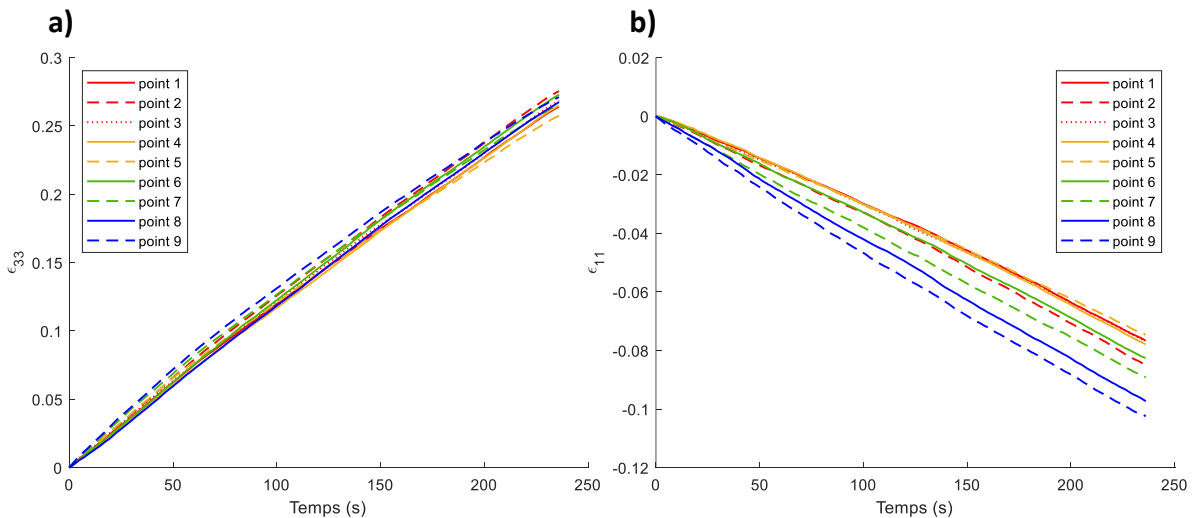 a)
0.3
0.25
0.2
0.15
0.1
0.05
0
ϵ33
0
50
100
150
200
250
Temps (s)
point 1
point 2
point 3
point 4
point 5
point 6
point 7
point 8
point 9
b)
0.02
0
-0.02
-0.04
-0.06
-0.08
-0.1
-0.12
ϵ11
0
50
100
150
200
250
Temps (s)
point 1
point 2
point 3
point 4
point 5
point 6
point 7
point 8
point 9